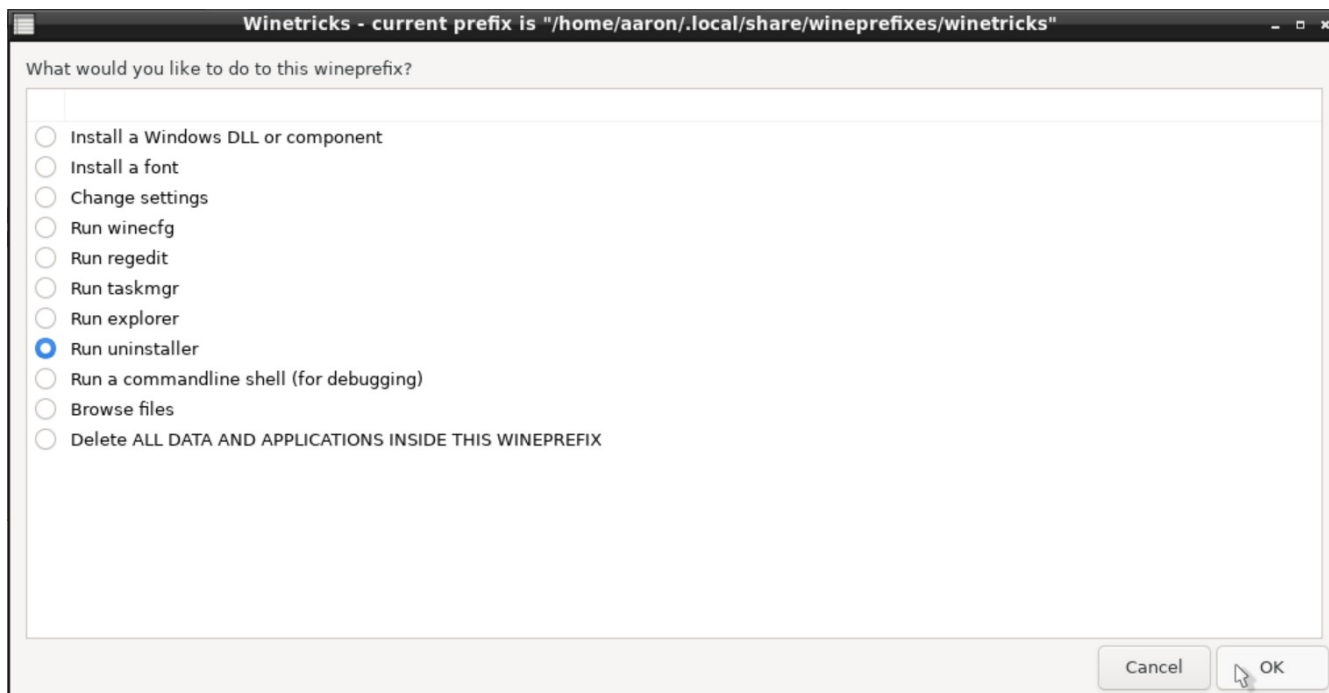 Winetricks - current prefix is "/home/aaron/.local/share/wineprefixes/winetricks"
What would you like to do to this wineprefix?
Install a Windows DLL or component
Install a font
Change settings
Run winecfg
Run regedit
Run taskmgr
Run explorer
Run uninstaller
Run a commandline shell (for debugging)
Browse files
Delete ALL DATA AND APPLICATIONS INSIDE THIS WINEPREFIX
Cancel OK